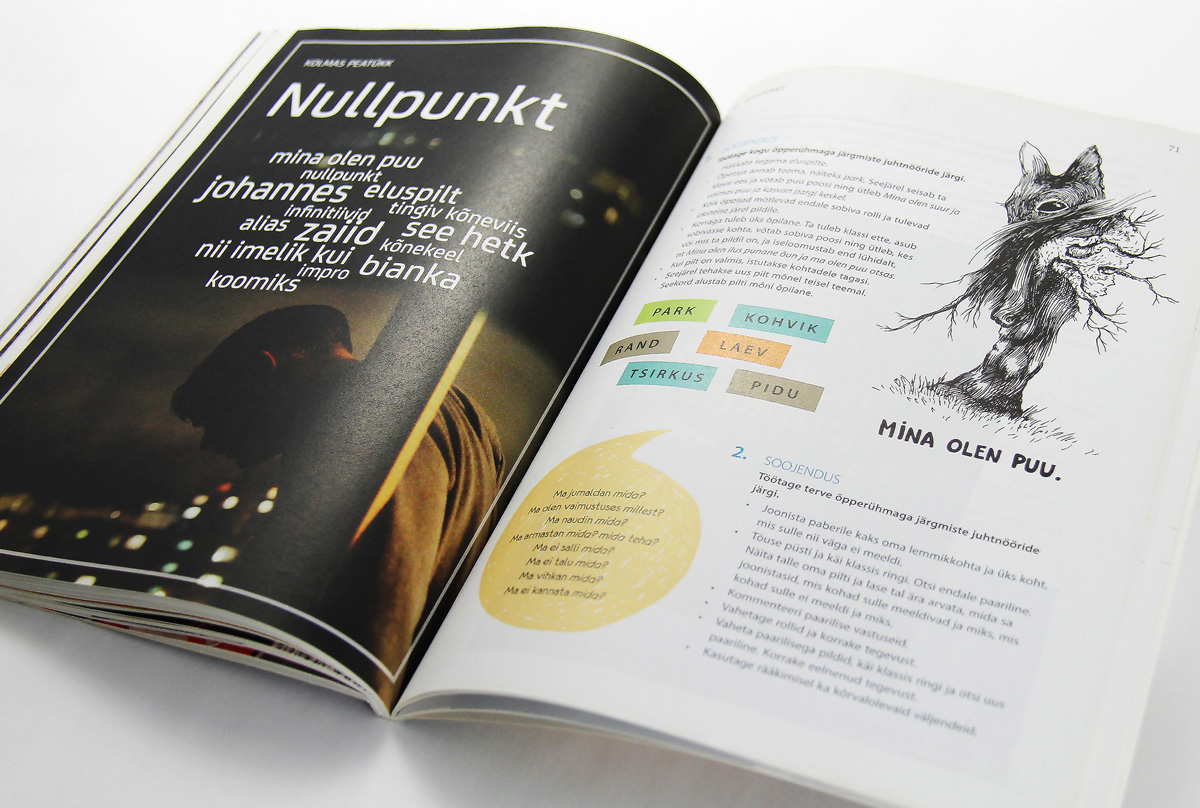 KOLMAS PEATÜKK
Nullpunkt
mina olen puu
nullpunkt
johannes eluspilt
infinitiivid tingiv kõneviis
alias zaiid see hetk
nii imelik kui kõnekeel
impro bianka
koomiks
71
SOOJENDUS
Töötage kogu õpperühmaga järgmiste juhtnööride järgi.
Hakkate tegema eluspilte.
Õpetaja annab teema, näiteks park. Seejärel seisab ta
klassi ees ja võtab puu poosi ning ütleb Mina olen suur ja
võimas puu ja kasvan pargi keskel.
Kõik õppijad mõtlevad endale sobiva rolli ja tulevad
ükshaaval pildile.
Korraga tuleb üks õpilane. Ta tuleb klassi ette, asub
sobivasse kohta, võtab sobiva poosi ning ütleb, kes
või mis ta pildil on, ja iseloomustab end lühidalt,
nt Mina olen ilus punane õun ja ma olen puu otsas.
• Kui pilt on valmis, istutakse kohtadele tagasi.
• Seejärel tehakse uus pilt mõnel teisel teemal.
Seekord alustab pilti mõni õpilane.
PARK KOHVIK
RAND LAEV
TSIRKUS PIDU
MINA OLEN PUU.
Ma jumaldan mida?
Ma olen vaimustuses millest?
Ma naudin mida?
Ma armastan mida? mida teha?
Ma ei salli mida?
Ma ei talu mida?
Ma vihkan mida?
Ma ei kannata mida?
2. SOOJENDUS
Töötage terve õpperühmaga järgmiste juhtnööride
järgi.
• Joonista paberile kaks oma lemmikkohta ja üks koht,
mis sulle nii väga ei meeldi.
• Tõuse püsti ja käi klassis ringi. Otsi endale paariline.
Näita talle oma pilti ja lase tal ära arvata, mida sa
joonistasid, mis kohad sulle meeldivad ja miks, mis
kohad sulle ei meeldi ja miks.
• Kommenteeri paarilise vastuseid.
• Vahetage rollid ja korrake tegevust.
• Vaheta paarilisega pildid, käi klassis ringi ja otsi uus
paariline. Korrake eelnenud tegevust.
• Kasutage rääkimisel ka kõrvalolevaid väljendeid.